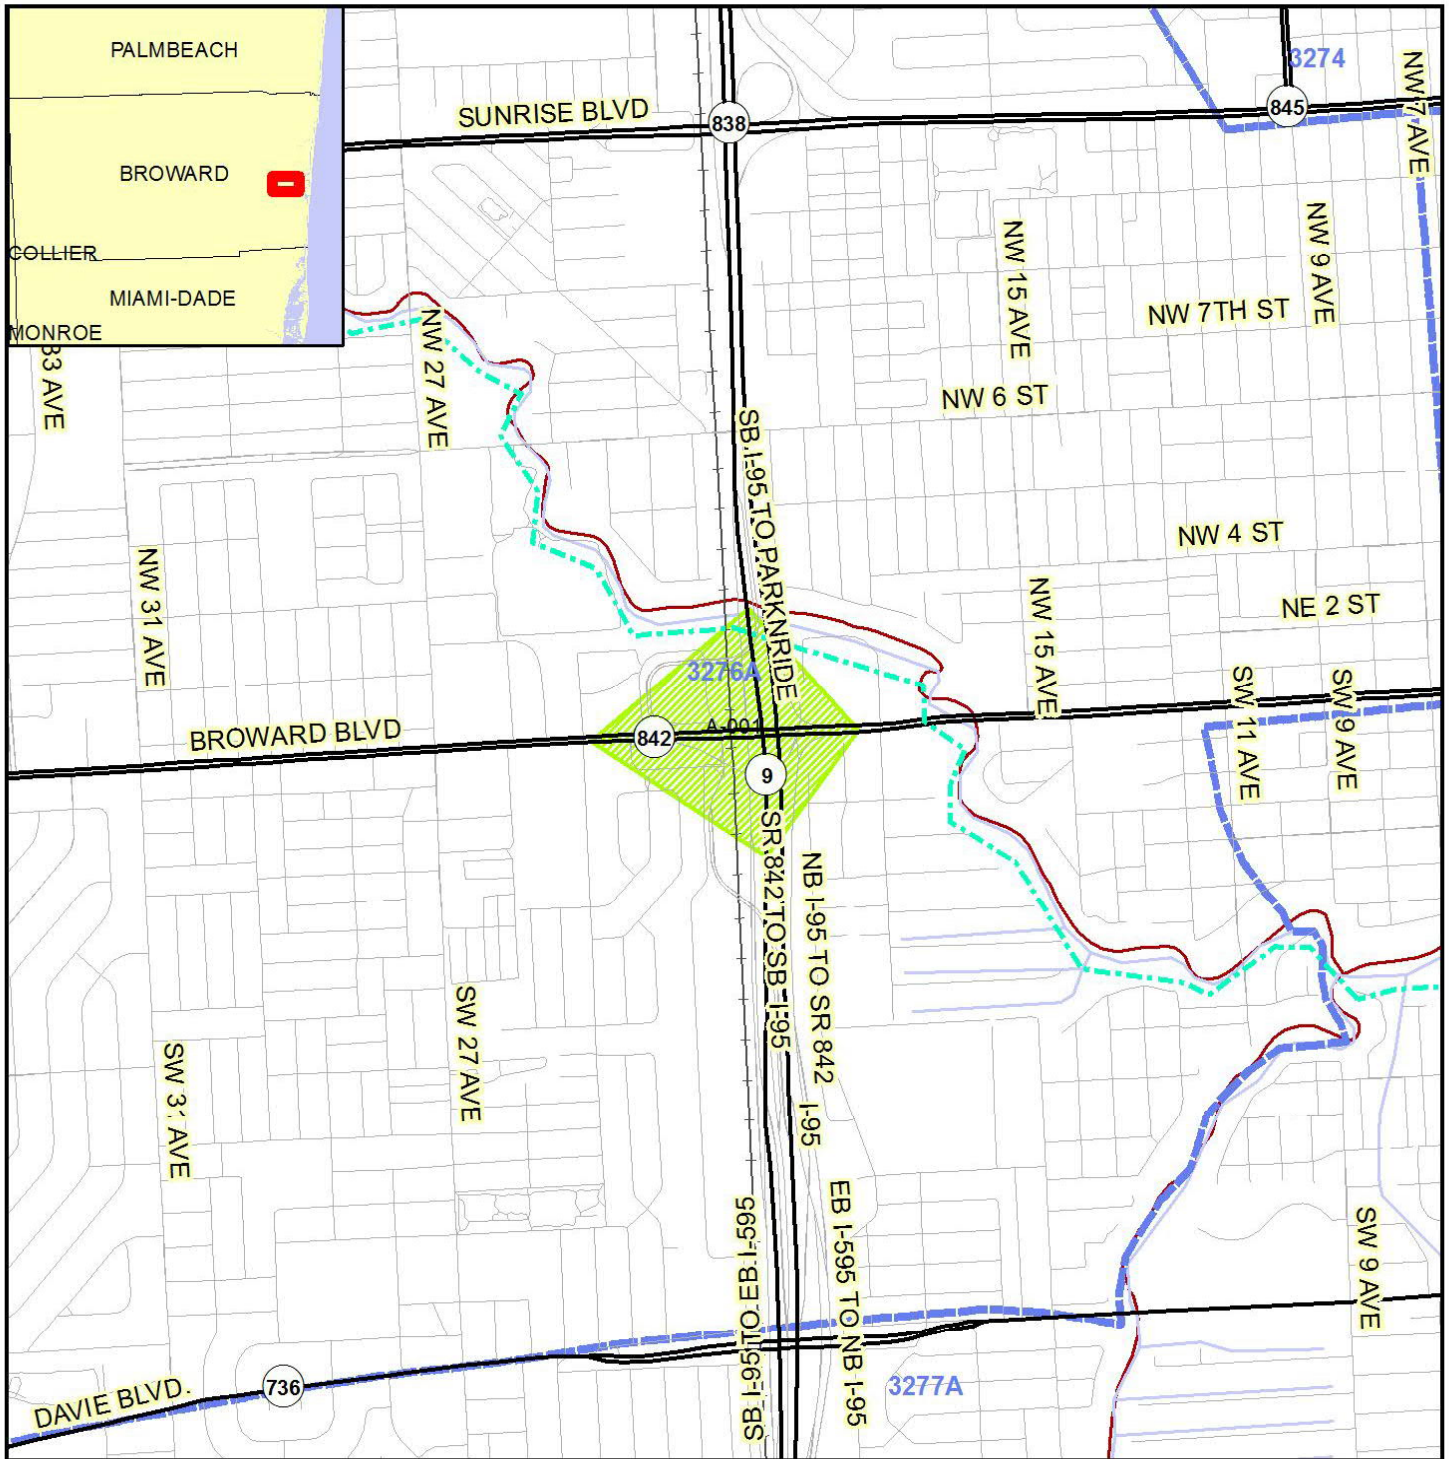 PALMBEACH
BROWARD
COLLIER
MIAMI-DADE
MONROE
SUNRISE BLVD
838
3274
845
NW 7 AVE
33 AVE
NW 27 AVE
NW 15 AVE
NW 9 AVE
NW 7TH ST
NW 6 ST
SB I-95 TO PARKNRIDE
NW 4 ST
NW 31 AVE
NE 2 ST
NW 15 AVE
3276A
A-001
BROWARD BLVD
842
9
SW 11 AVE
SW 9 AVE
SR 842 TO SB I-95
NB I-95 TO SR 842
SW 27 AVE
SW 31 AVE
I-95
SB I-95 TO EB I-595
EB I-595 TO NB I-95
SW 9 AVE
DAVIE BLVD.
736
3277A